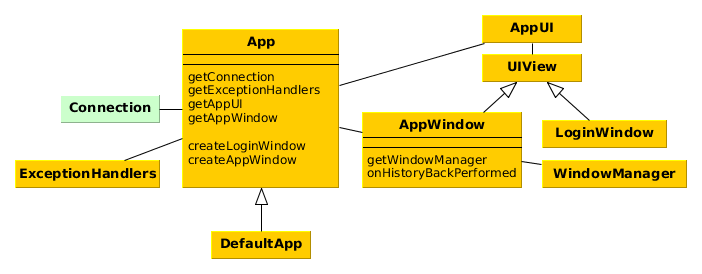 AppUI
App
UIView
getConnection
getExceptionHandlers
getAppUI
getAppWindow
createLoginWindow
createAppWindow
Connection
AppWindow
getWindowManager
onHistoryBackPerformed
LoginWindow
ExceptionHandlers
WindowManager
DefaultApp